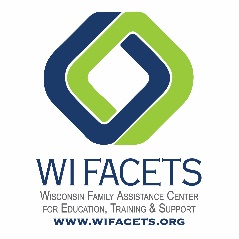 WI FACETS
WISCONSIN FAMILY ASSISTANCE CENTER
FOR EDUCATION, TRAINING & SUPPORT
WWW.WIFACETS.ORG